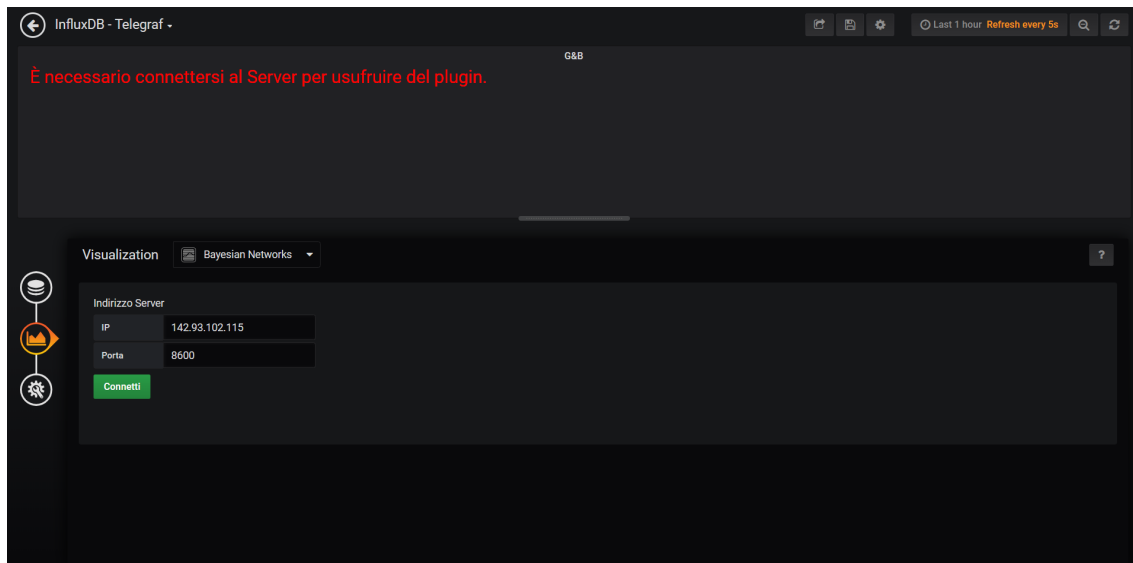 InfluxDB - Telegraf
Last 1 hour Refresh every 5s
G&B
È necessario connettersi al Server per usufruire del plugin.
Visualization Bayesian Networks ?
Indirizzo Server
IP 142.93.102.115
Porta 8600
Connetti